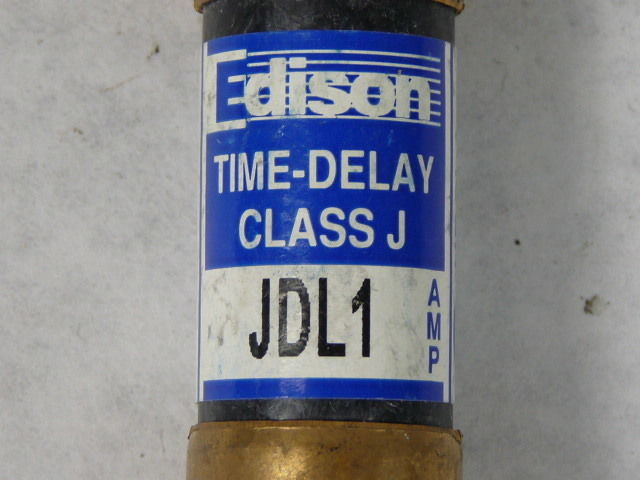 Edison
TIME-DELAY
CLASS J
JDL1
AMP